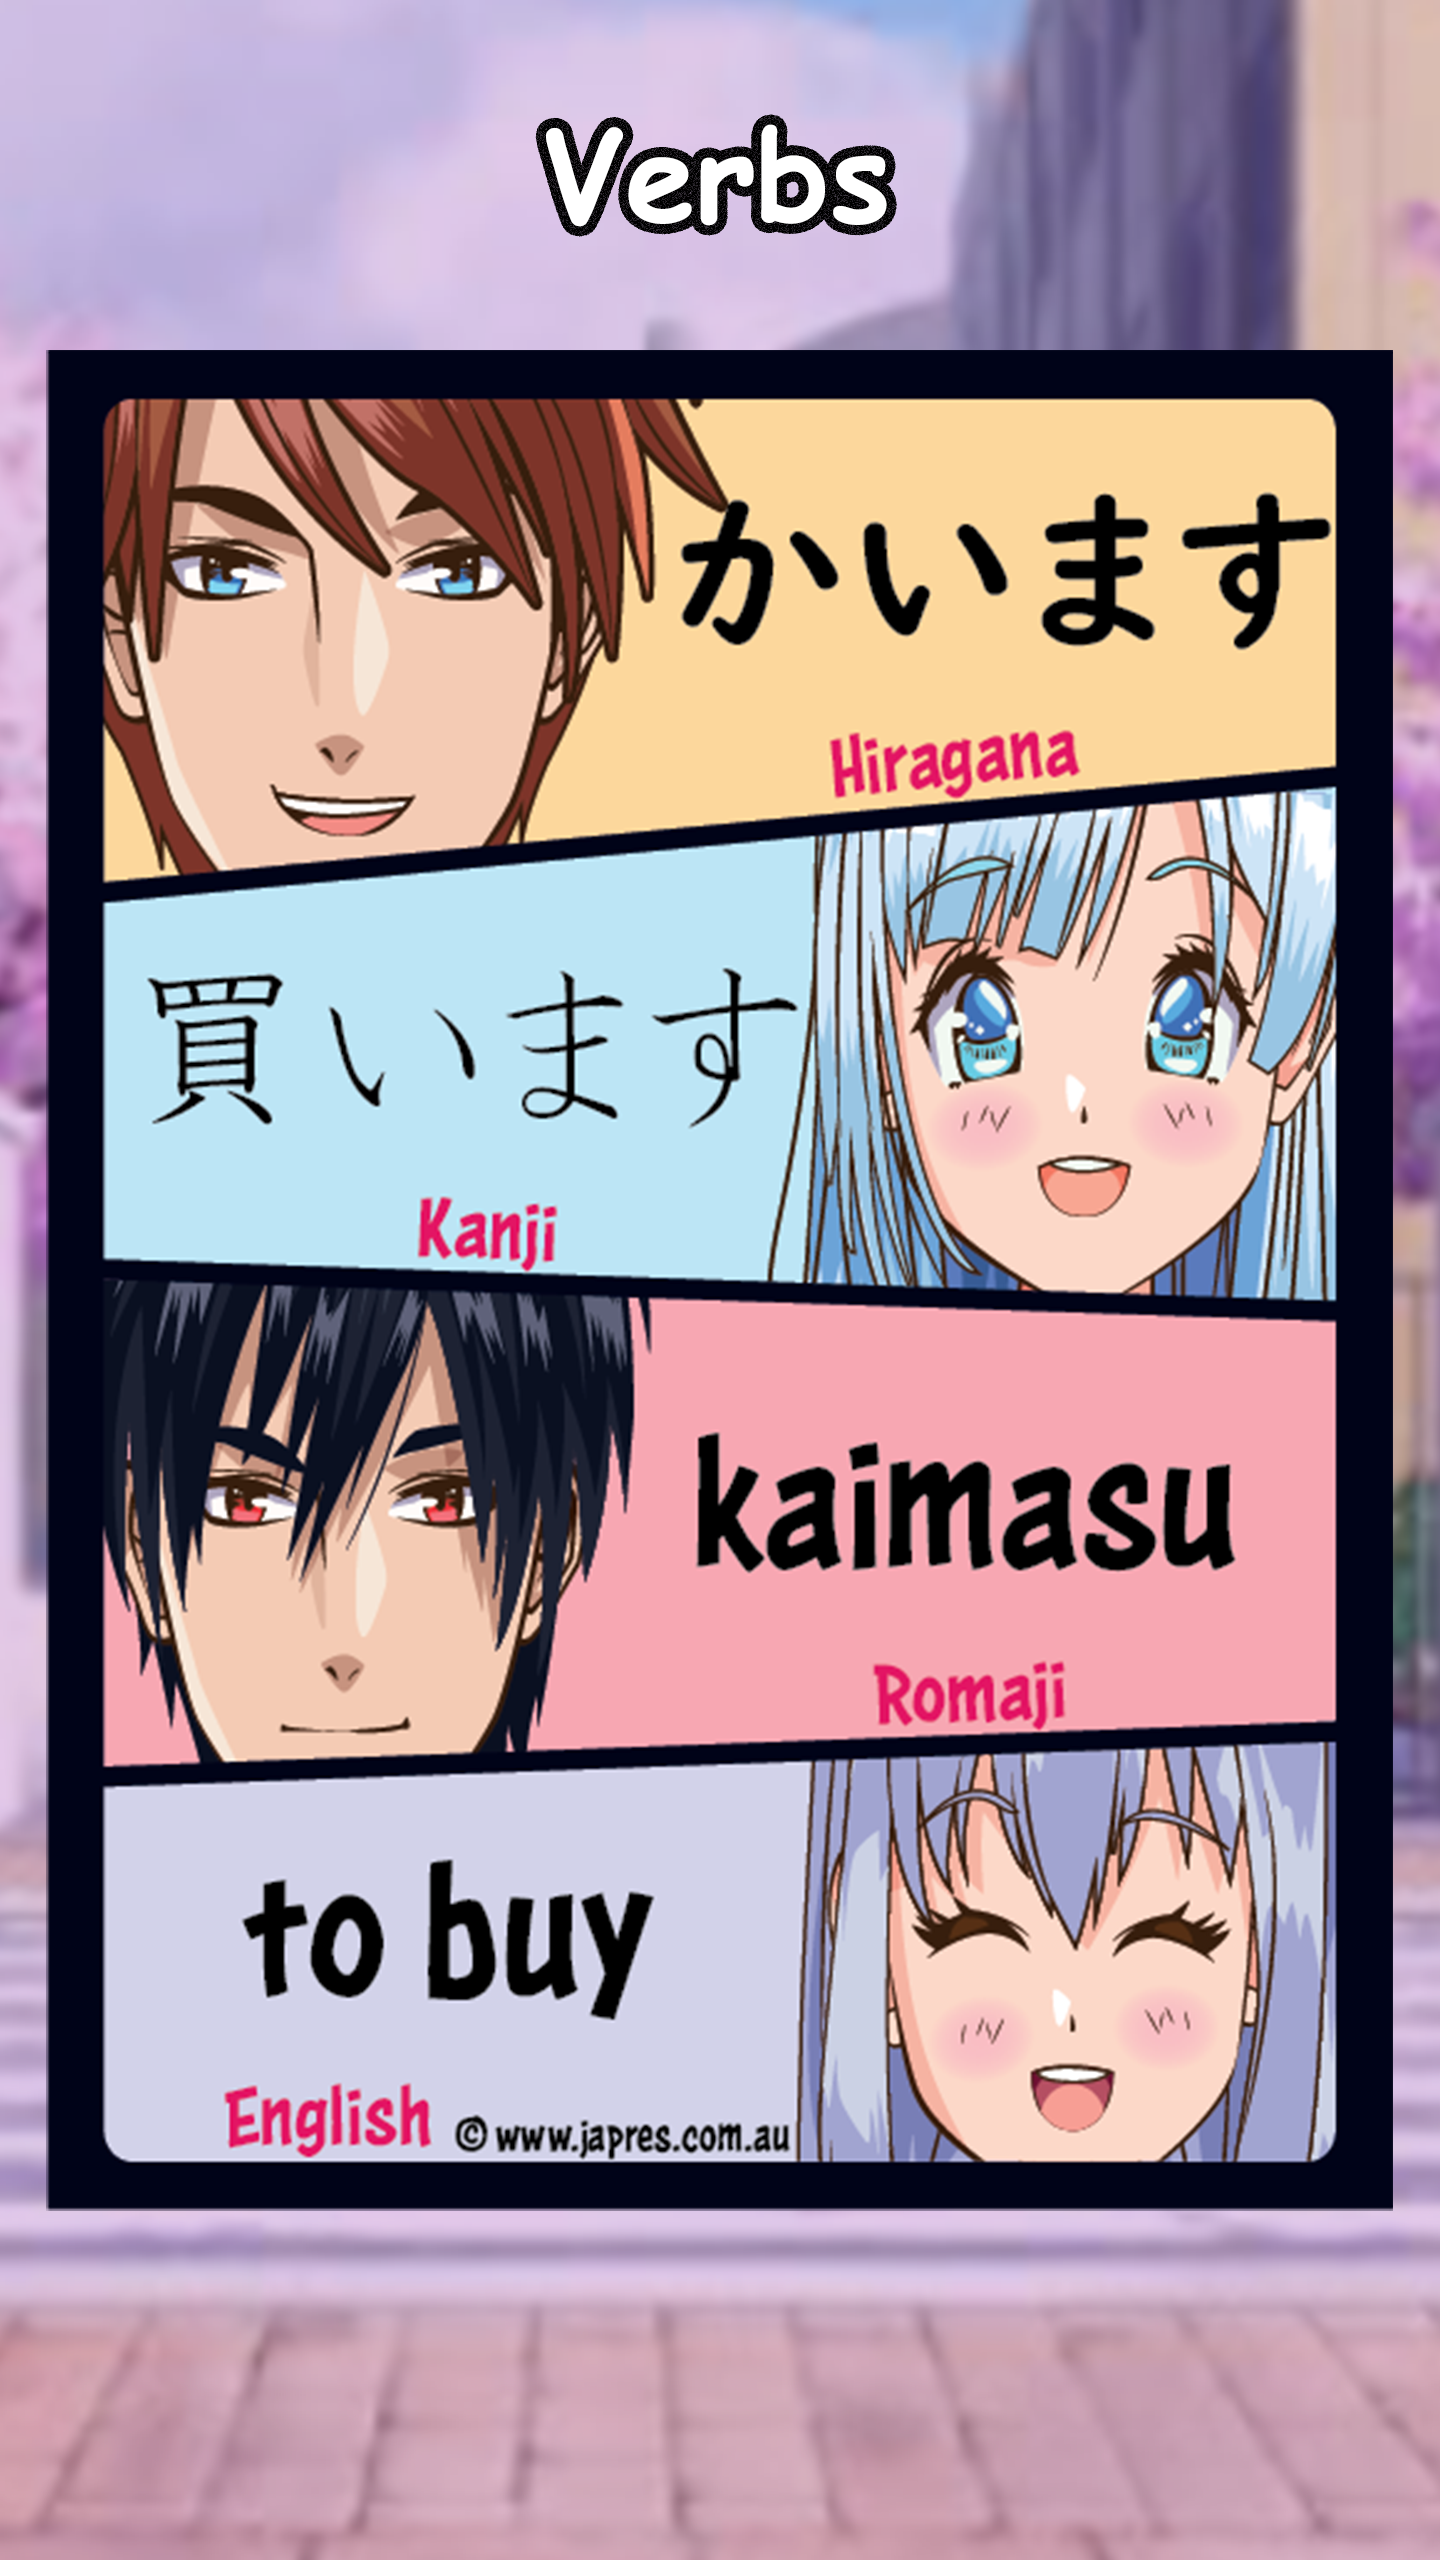 Verbs
かいます
Hiragana
買います
Kanji
kaimasu
Romaji
to buy
English © www.japres.com.au